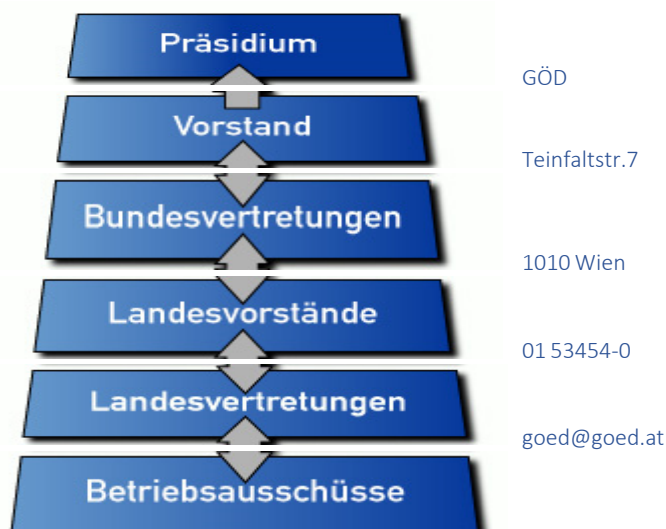 Präsidium
GÖD
Vorstand
Teinfaltstr.7
Bundesvertretungen
1010 Wien
Landesvorstände
01 53454-0
Landesvertretungen
goed@goed.at
Betriebsausschüsse